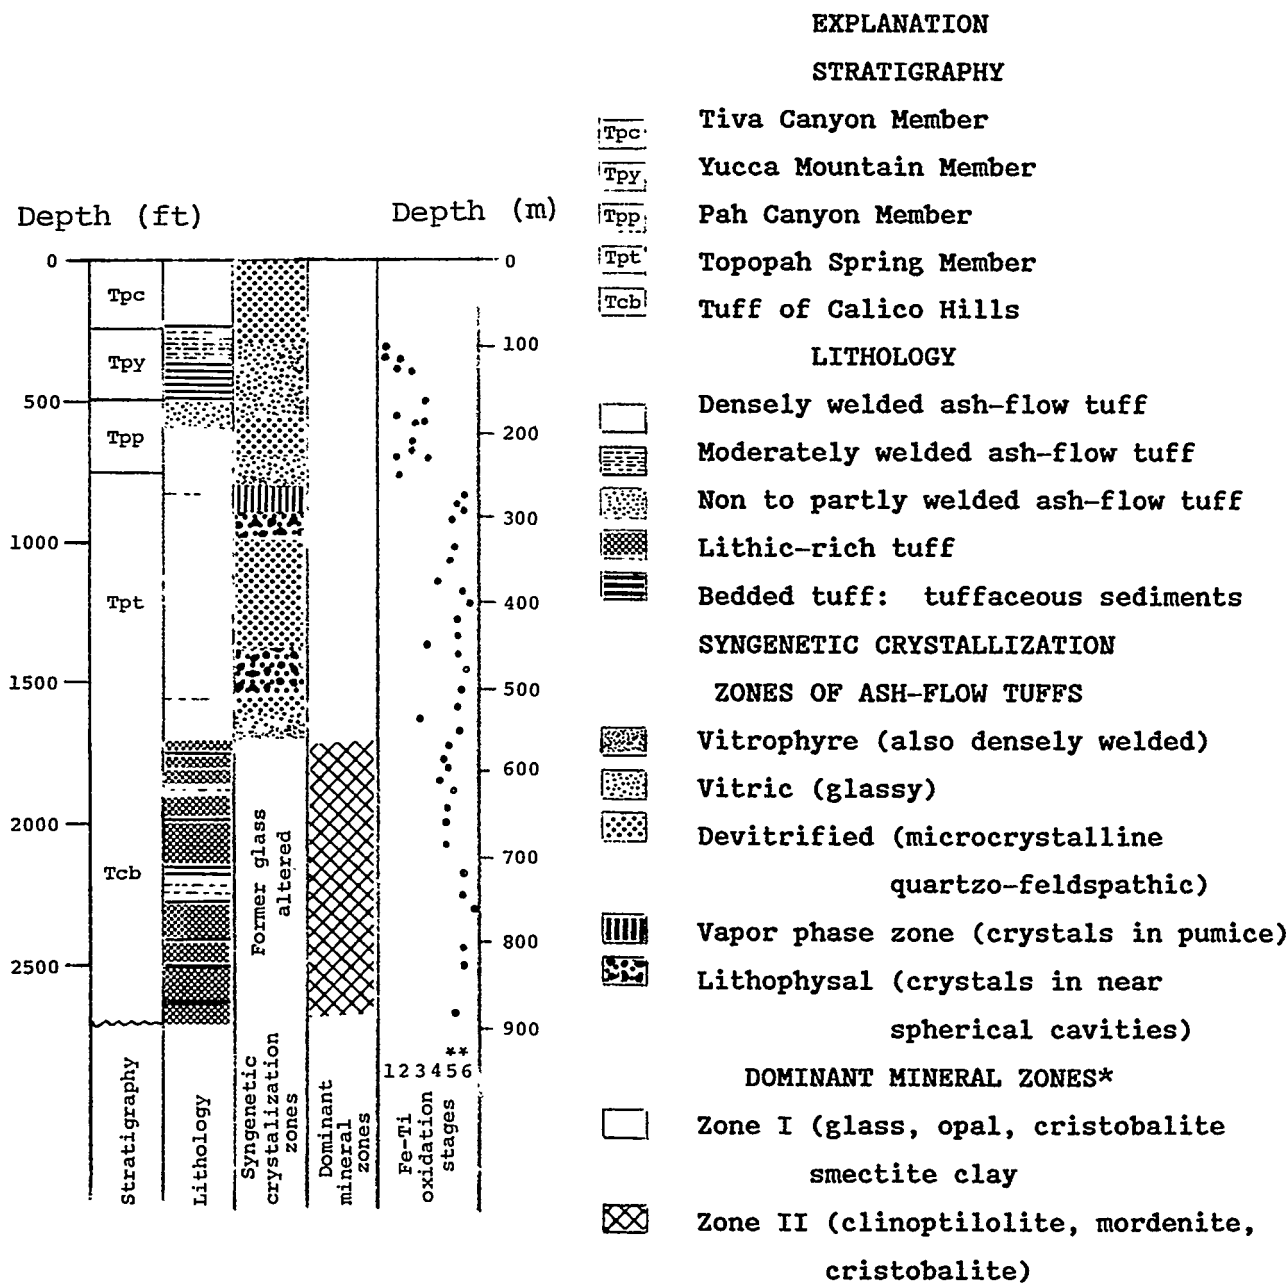 EXPLANATION
STRATIGRAPHY
Tpc Tiva Canyon Member
Tpy Yucca Mountain Member
Tpp Pah Canyon Member
Tpt Topopah Spring Member
Tcb Tuff of Calico Hills
LITHOLOGY
Densely welded ash-flow tuff
Moderately welded ash-flow tuff
Non to partly welded ash-flow tuff
Lithic-rich tuff
Bedded tuff: tuffaceous sediments
SYNGENETIC CRYSTALLIZATION
ZONES OF ASH-FLOW TUFFS
Vitrophyre (also densely welded)
Vitric (glassy)
Devitrified (microcrystalline
quartzo-feldspathic)
Vapor phase zone (crystals in pumice)
Lithophysal (crystals in near
spherical cavities)
DOMINANT MINERAL ZONES*
Zone I (glass, opal, cristobalite
smectite clay
Zone II (clinoptilolite, mordenite,
cristobalite)
Depth (ft)
Depth (m)
0
500
1000
1500
2000
2500
Tpc
Tpy
Tpp
Tpt
Tcb
Former glass
altered
0
100
200
300
400
500
600
700
800
900
**
1 2 3 4 5 6
Stratigraphy
Lithology
Syngenetic
crystalization
zones
Dominant
mineral
zones
Fe-Ti
oxidation
stages